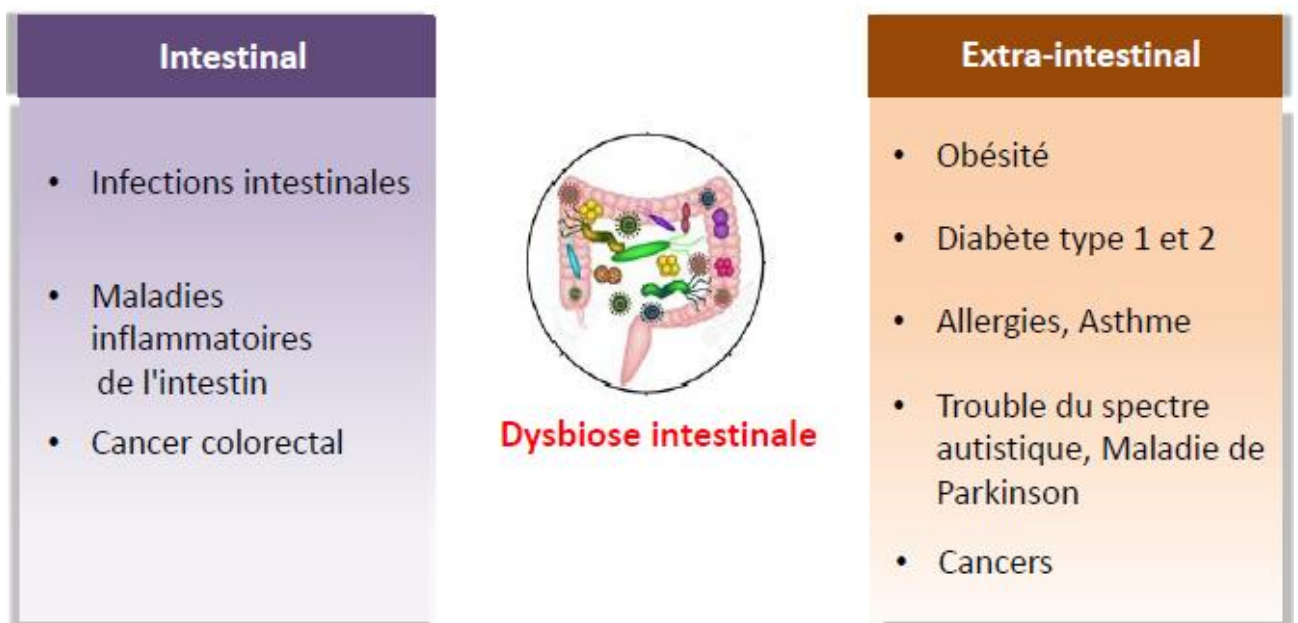 Intestinal
• Infections intestinales
• Maladies
inflammatoires
de l'intestin
• Cancer colorectal
Dysbiose intestinale
Extra-intestinal
• Obésité
• Diabète type 1 et 2
• Allergies, Asthme
• Trouble du spectre
autistique, Maladie de
Parkinson
• Cancers